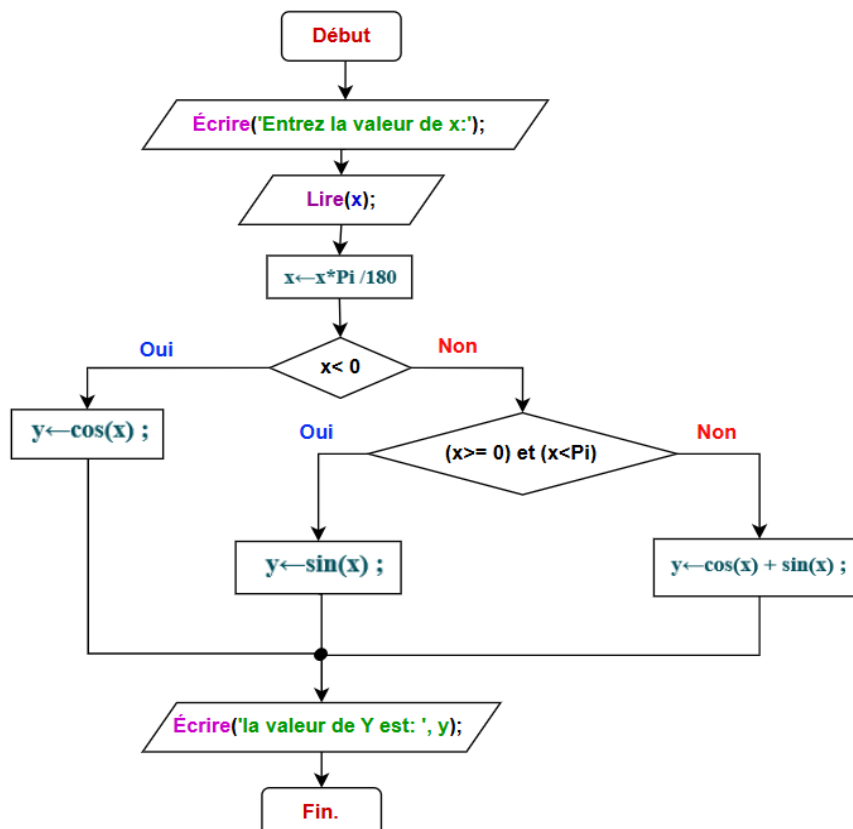 Début
Écrire('Entrez la valeur de x:');
Lire(x);
x←x*Pi /180
Oui
Non
x< 0
y←cos(x) ;
Oui
Non
(x>= 0) et (x<Pi)
y←sin(x) ;
y←cos(x) + sin(x) ;
Écrire('la valeur de Y est: ', y);
Fin.